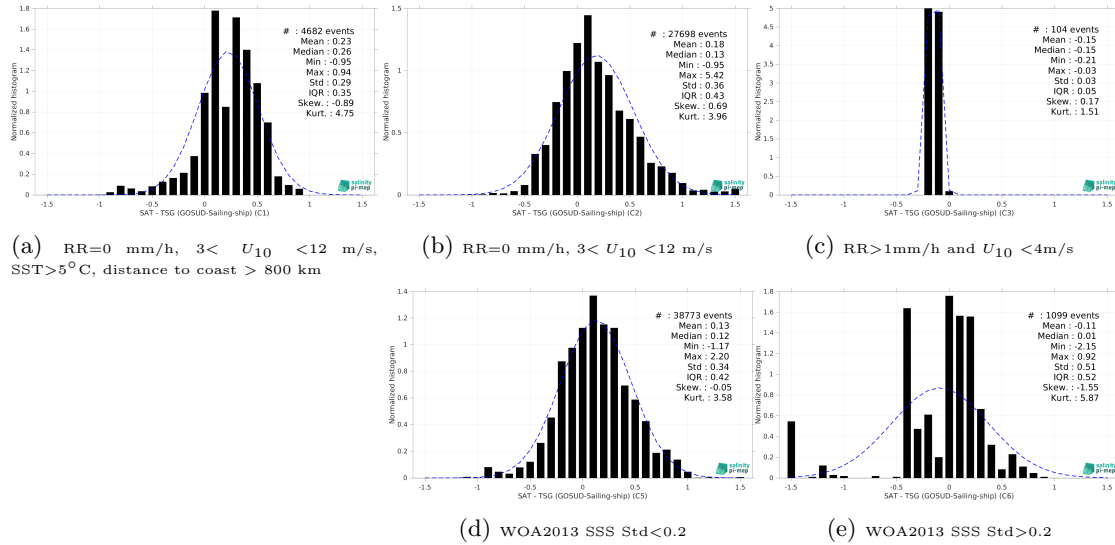 1.8
1.6
1.4
1.2
1
0.8
0.6
0.4
0.2
0
-1.5
-1
-0.5
0
0.5
1
1.5
Normalized histogram
# : 4682 events
Mean : 0.23
Median : 0.26
Min : -0.95
Max : 0.94
Std : 0.29
IQR : 0.35
Skew. : -0.89
Kurt. : 4.75
salinity
pi-mep
SAT - TSG (GOSUD-Sailing-ship) (C1)
(a) RR=0 mm/h, 3< U10 <12 m/s,
SST>5°C, distance to coast > 800 km
1.5
1
0.5
0
-1.5
-1
-0.5
0
0.5
1
1.5
Normalized histogram
# : 27698 events
Mean : 0.18
Median : 0.13
Min : -0.95
Max : 5.42
Std : 0.36
IQR : 0.43
Skew. : 0.69
Kurt. : 3.96
salinity
pi-mep
SAT - TSG (GOSUD-Sailing-ship) (C2)
(b) RR=0 mm/h, 3< U10 <12 m/s
5
4.5
4
3.5
3
2.5
2
1.5
1
0.5
0
-1.5
-1
-0.5
0
0.5
1
1.5
Normalized histogram
# : 104 events
Mean : -0.15
Median : -0.15
Min : -0.21
Max : -0.03
Std : 0.03
IQR : 0.05
Skew. : 0.17
Kurt. : 1.51
salinity
pi-mep
SAT - TSG (GOSUD-Sailing-ship) (C3)
(c) RR>1mm/h and U10 <4m/s
1.4
1.2
1
0.8
0.6
0.4
0.2
0
-1.5
-1
-0.5
0
0.5
1
1.5
Normalized histogram
# : 38773 events
Mean : 0.13
Median : 0.12
Min : -1.17
Max : 2.20
Std : 0.34
IQR : 0.42
Skew. : -0.05
Kurt. : 3.58
salinity
pi-mep
SAT - TSG (GOSUD-Sailing-ship) (C5)
(d) WOA2013 SSS Std<0.2
1.8
1.6
1.4
1.2
1
0.8
0.6
0.4
0.2
0
-1.5
-1
-0.5
0
0.5
1
1.5
Normalized histogram
# : 1099 events
Mean : -0.11
Median : 0.01
Min : -2.15
Max : 0.92
Std : 0.51
IQR : 0.52
Skew. : -1.55
Kurt. : 5.87
salinity
pi-mep
SAT - TSG (GOSUD-Sailing-ship) (C6)
(e) WOA2013 SSS Std>0.2